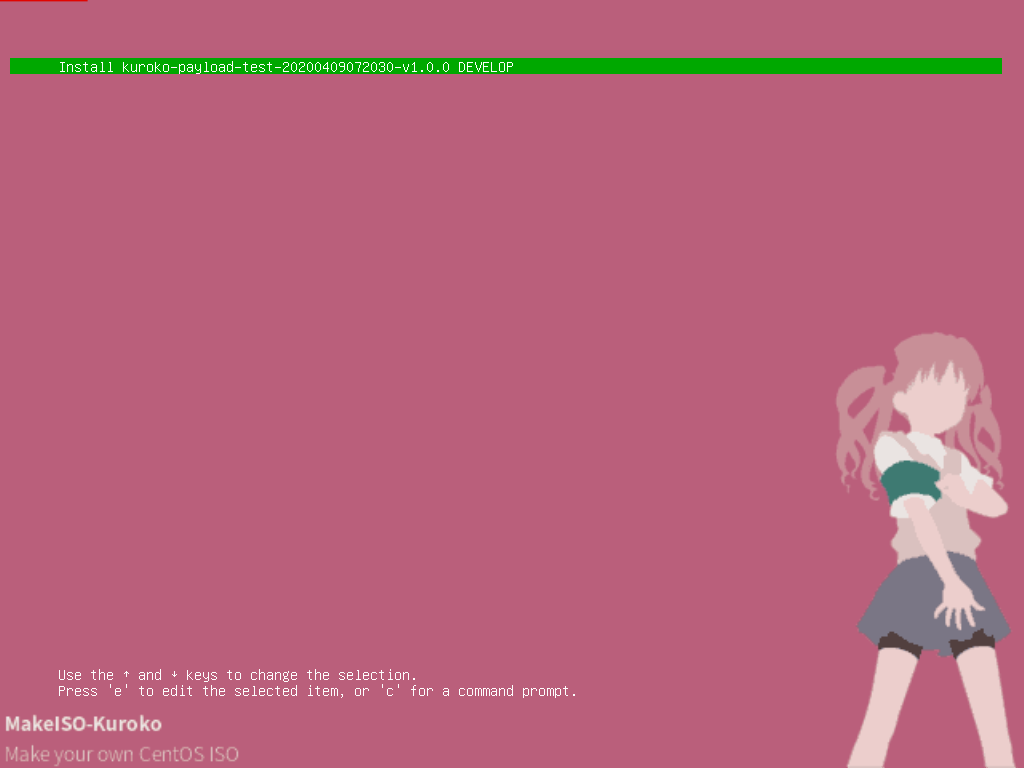 Install kuroko-payload-test-20200409072030-v1.0.0 DEVELOP
Use the ↑ and ↓ keys to change the selection.
Press 'e' to edit the selected item, or 'c' for a command prompt.
MakeISO-Kuroko
Make your own CentOS ISO